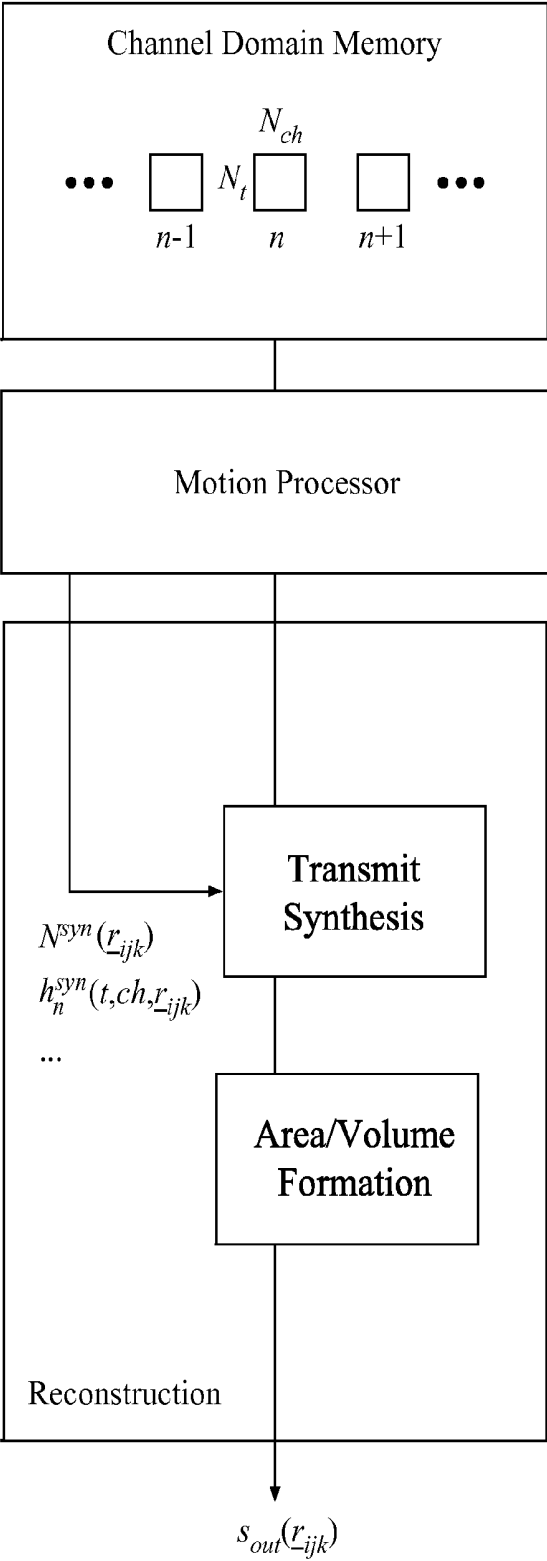 Channel Domain Memory
N_ch
••• N_t •••
n-1 n n+1
Motion Processor
Transmit
Synthesis
N^syn(r_ijk)
h_n^syn(t,ch,r_ijk)
...
Area/Volume
Formation
Reconstruction
s_out(r_ijk)